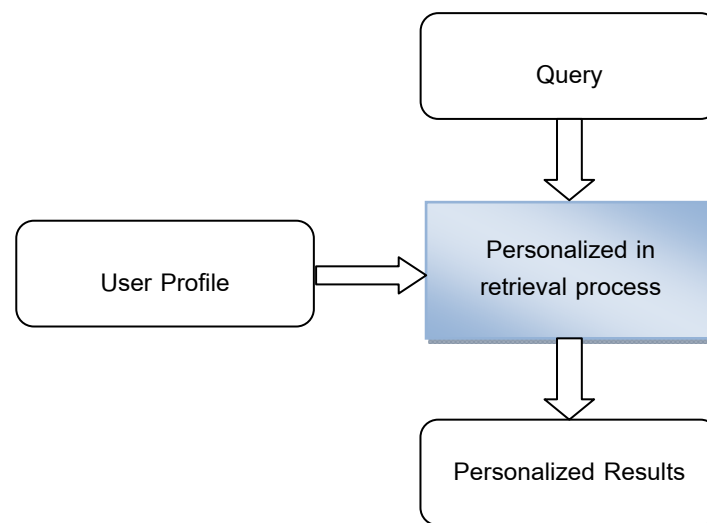 Query
User Profile
Personalized in
retrieval process
Personalized Results